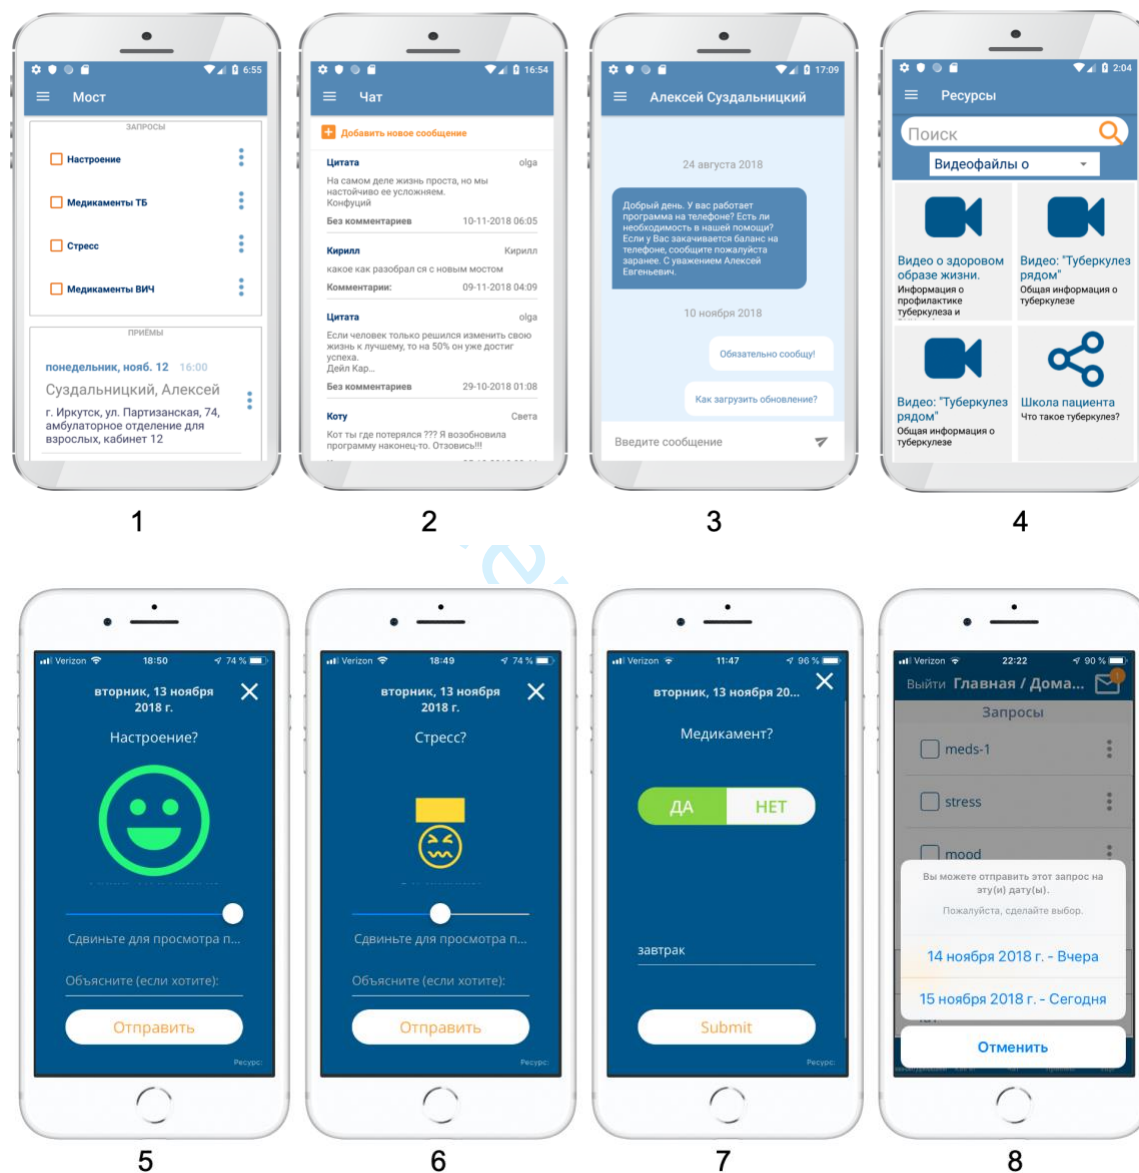 6:55
Мост
ЗАПРОСЫ
Настроение
Медикаменты ТБ
Стресс
Медикаменты ВИЧ
ПРИЁМЫ
понедельник, нояб. 12 16:00
Суздальницкий, Алексей
г. Иркутск, ул. Партизанская, 74,
амбулаторное отделение для
взрослых, кабинет 12
1
16:54
Чат
Добавить новое сообщение
Цитата olga
На самом деле жизнь проста, но мы
настойчиво ее усложняем.
Конфуций
Без комментариев 10-11-2018 06:05
Кирилл Кирилл
какое как разобрал ся с новым мостом
Комментарии: 09-11-2018 04:09
Цитата olga
Если человек только решился изменить свою
жизнь к лучшему, то на 50% он уже достиг
успеха.
Дейл Кар...
Без комментариев 29-10-2018 01:08
Коту Света
Кот ты где потерялся ??? Я возобновила
программу наконец-то. Отзовись!!!
2
17:09
Алексей Суздальницкий
24 августа 2018
Добрый день. У вас работает
программа на телефоне? Есть ли
необходимость в нашей помощи?
Если у Вас закачивается баланс на
телефоне, сообщите пожалуйста
заранее. С уважением Алексей
Евгеньевич.
10 ноября 2018
Обязательно сообщу!
Как загрузить обновление?
Введите сообщение
3
2:04
Ресурсы
Поиск
Видеофайлы о
Видео о здоровом
образе жизни.
Информация о
профилактике
туберкулеза и
Видео: "Туберкулез
рядом"
Общая информация о
туберкулезе
Видео: "Туберкулез
рядом"
Общая информация о
туберкулезе
Школа пациента
Что такое туберкулез?
4
Verizon 18:50 74 %
вторник, 13 ноября
2018 г.
Настроение?
Сдвиньте для просмотра п...
Объясните (если хотите):
Отправить
Ресурс:
5
Verizon 18:49 74 %
вторник, 13 ноября
2018 г.
Стресс?
Сдвиньте для просмотра п...
Объясните (если хотите):
Отправить
Ресурс:
6
Verizon 11:47 96 %
вторник, 13 ноября 20...
Медикамент?
ДА НЕТ
завтрак
Submit
Ресурс:
7
Verizon 22:22 90 %
Выйти Главная / Дома... 1
Запросы
meds-1
stress
mood
Вы можете отправить этот запрос на
эту(и) дату(ы).
Пожалуйста, сделайте выбор.
14 ноября 2018 г. - Вчера
15 ноября 2018 г. - Сегодня
Отменить
8